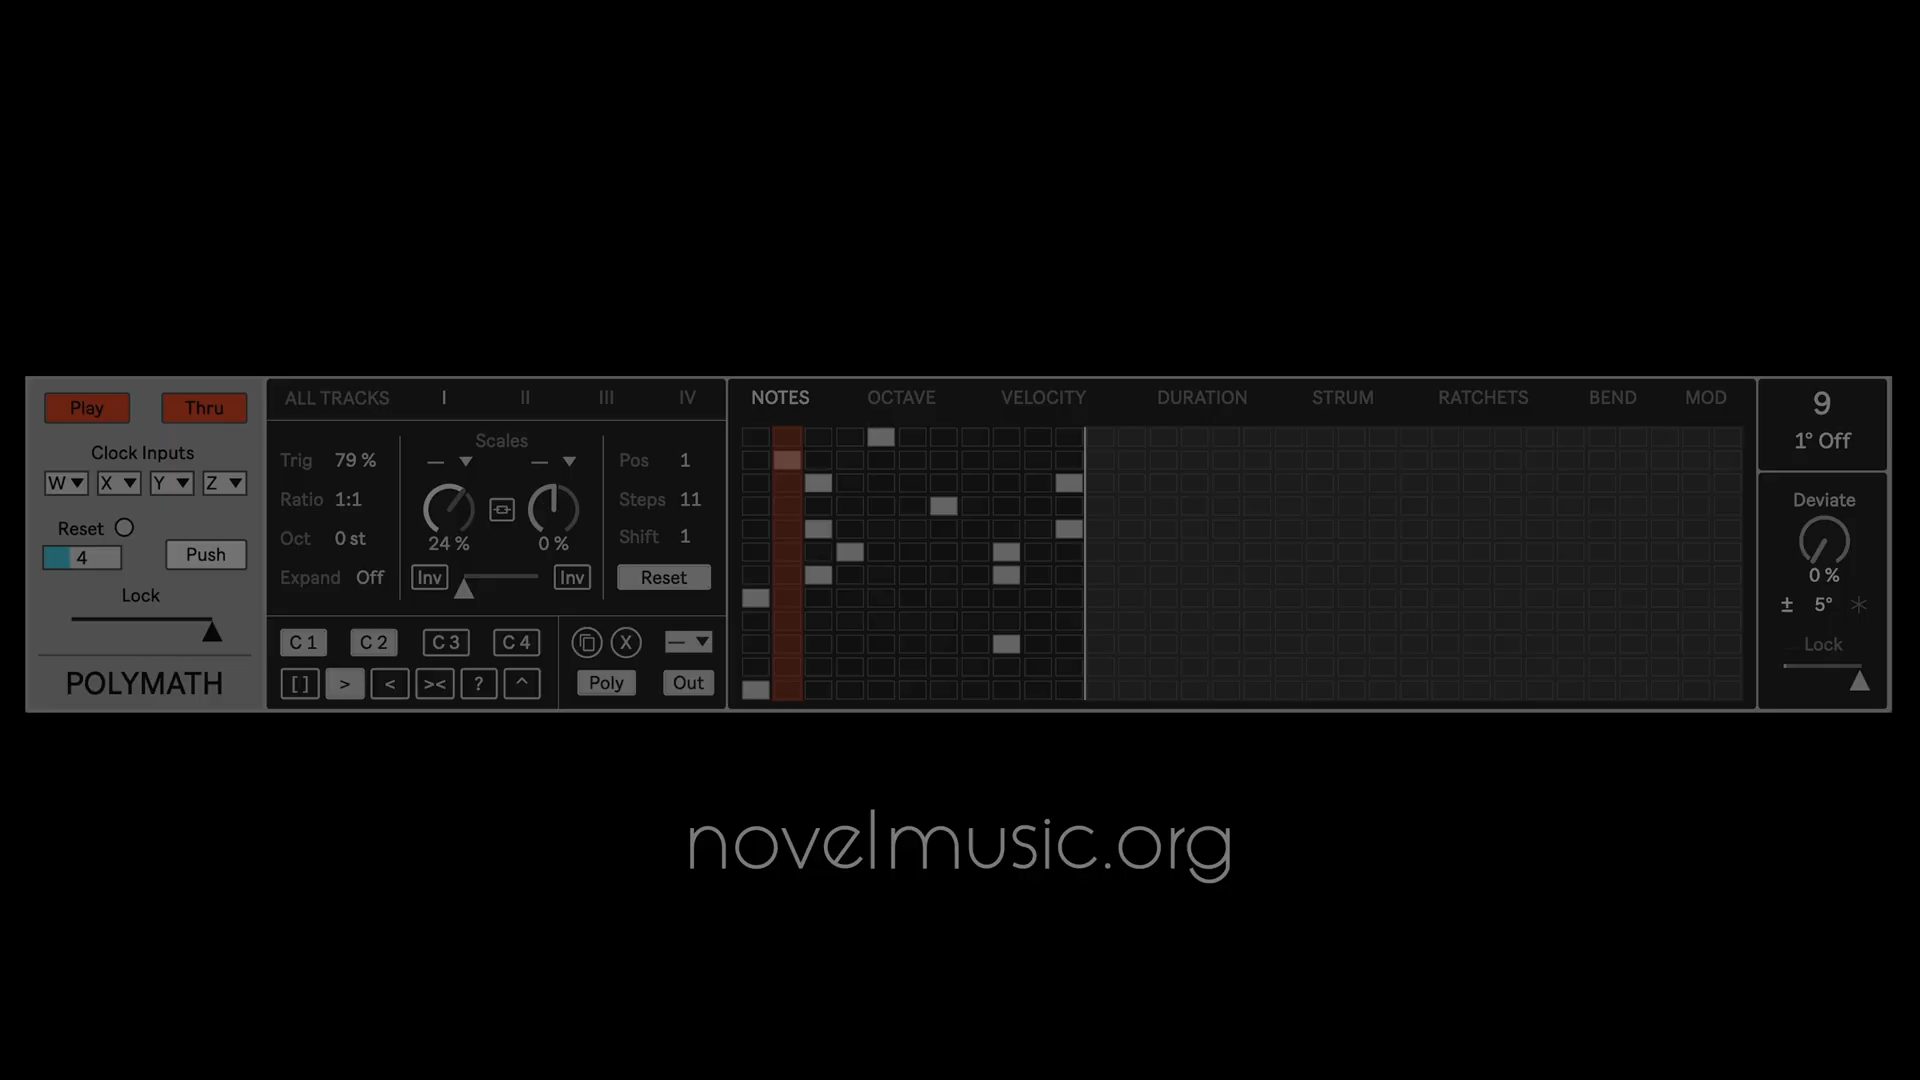 Play Thru
Clock Inputs
W X Y Z
Reset
4 Push
Lock
POLYMATH
ALL TRACKS I II III IV
Trig 79 %
Ratio 1:1
Oct 0 st
Expand Off
Scales
— —
24 % 0 %
Inv Inv
Pos 1
Steps 11
Shift 1
Reset
C 1 C 2 C 3 C 4
[ ] > < >< ? ^
X —
Poly Out
NOTES OCTAVE VELOCITY DURATION STRUM RATCHETS BEND MOD
9
1° Off
Deviate
0 %
± 5°
Lock
novelmusic.org